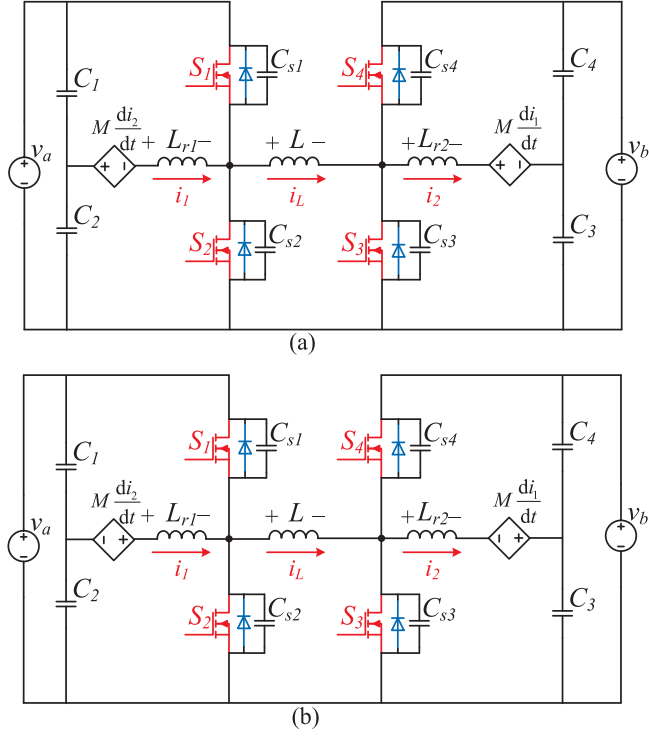 C1 S1 Cs1 S4 Cs4 C4
va M di2/dt + Lr1 − + L − + Lr2 − M di1/dt vb
i1 iL i2
C2 S2 Cs2 S3 Cs3 C3
(a)
C1 S1 Cs1 S4 Cs4 C4
va M di2/dt + Lr1 − + L − + Lr2 − M di1/dt vb
i1 iL i2
C2 S2 Cs2 S3 Cs3 C3
(b)